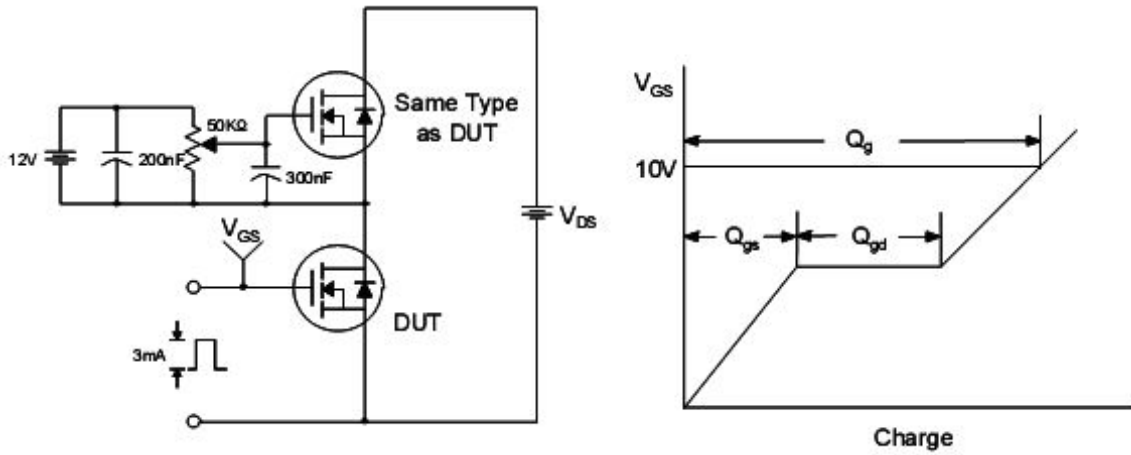 12V
200nF
50KΩ
300nF
Same Type
as DUT
V_DS
V_GS
DUT
3mA
V_GS
10V
Q_g
Q_gs
Q_gd
Charge